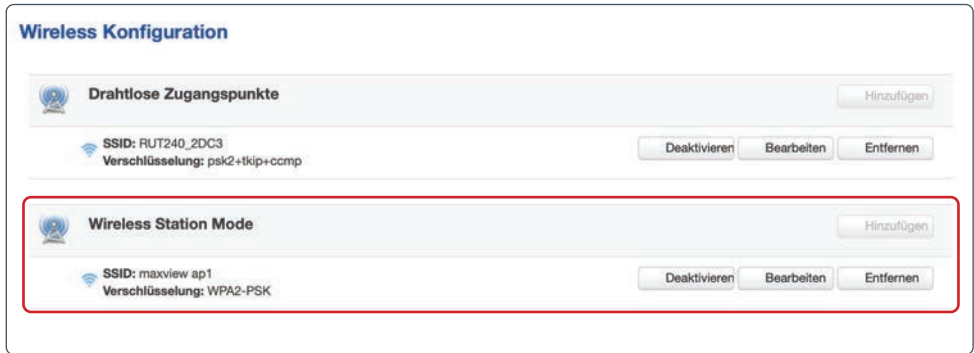 Wireless Konfiguration
Drahtlose Zugangspunkte
Hinzufügen
SSID: RUT240_2DC3
Verschlüsselung: psk2+tkip+ccmp
Deaktivieren Bearbeiten Entfernen
Wireless Station Mode
Hinzufügen
SSID: maxview ap1
Verschlüsselung: WPA2-PSK
Deaktivieren Bearbeiten Entfernen